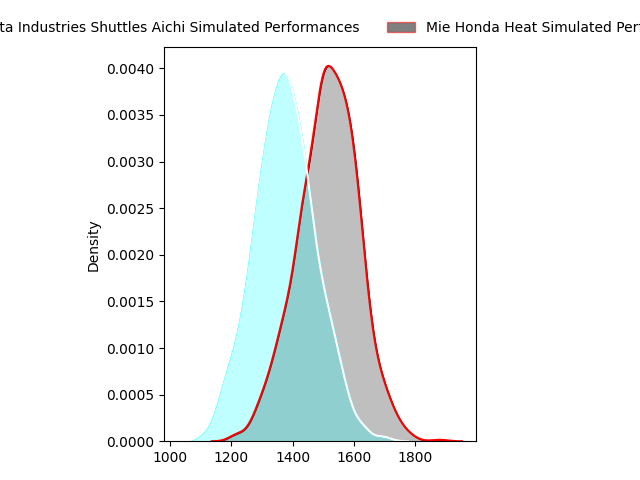 ta Industries Shuttles Aichi Simulated Performances
Mie Honda Heat Simulated Per
Density
0.0040
0.0035
0.0030
0.0025
0.0020
0.0015
0.0010
0.0005
0.0000
1000 1200 1400 1600 1800